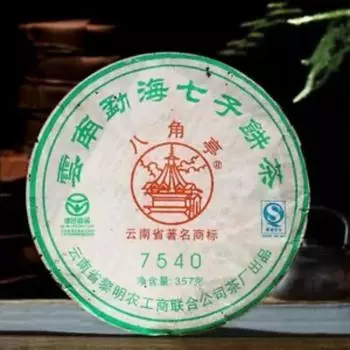 雲南勐海七子餅茶
八角亭®
云南省著名商标
7540
净含量:357克
云南省黎明农工商联合公司茶厂出品